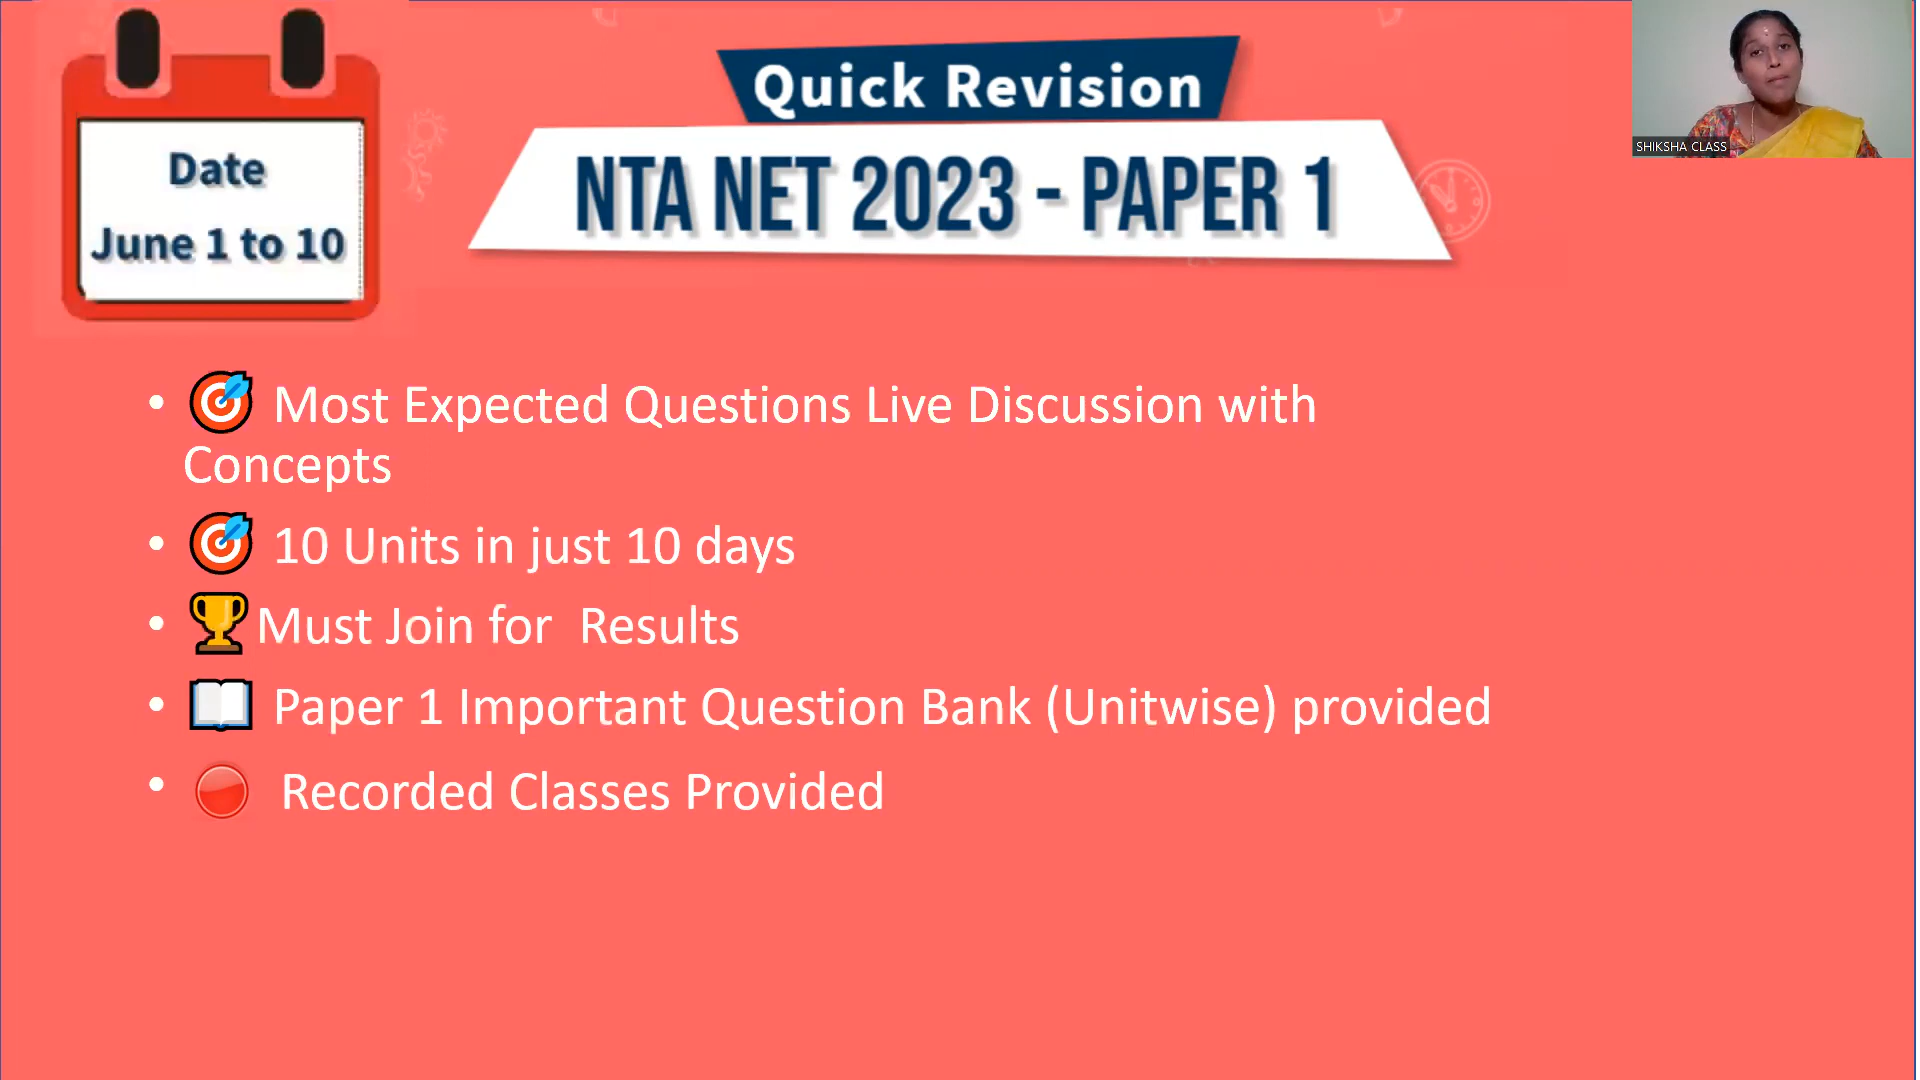 Date
June 1 to 10
Quick Revision
NTA NET 2023 - PAPER 1
SHIKSHA CLASS
• 🎯 Most Expected Questions Live Discussion with
Concepts
• 🎯 10 Units in just 10 days
• 🏆Must Join for  Results
• 📖 Paper 1 Important Question Bank (Unitwise) provided
• 🔴 Recorded Classes Provided